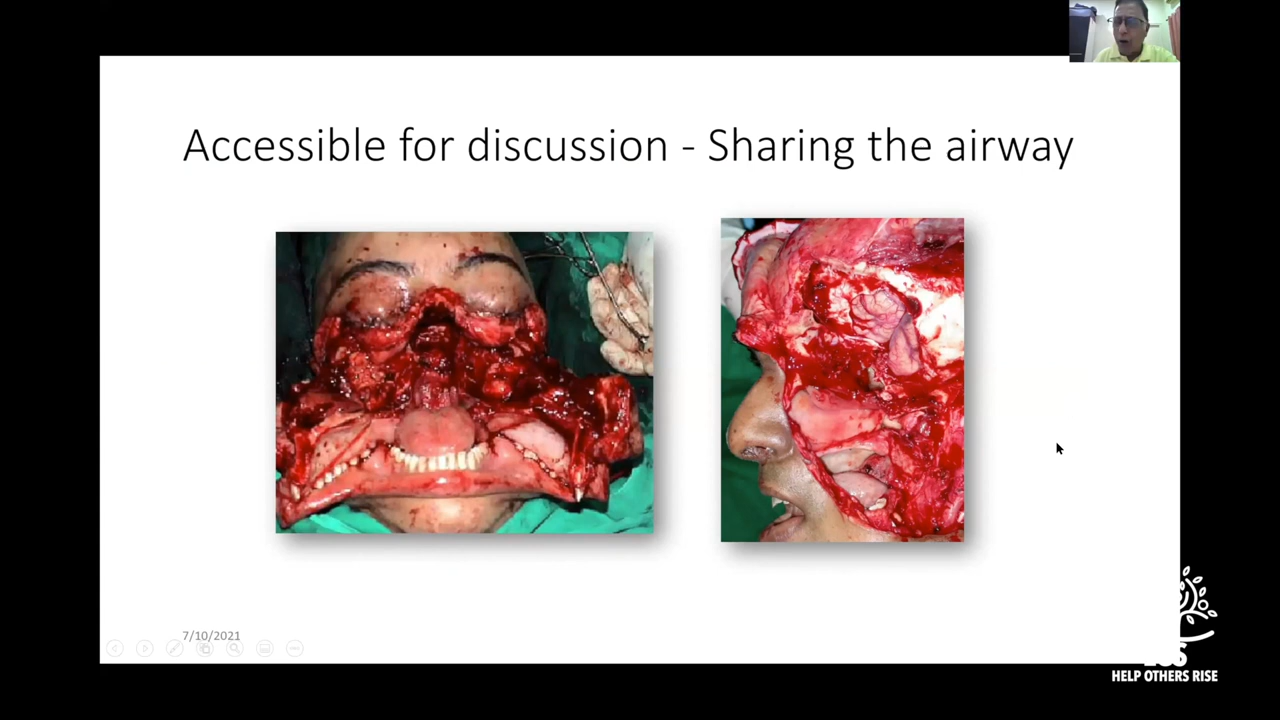 Accessible for discussion - Sharing the airway
7/10/2021
HELP OTHERS RISE